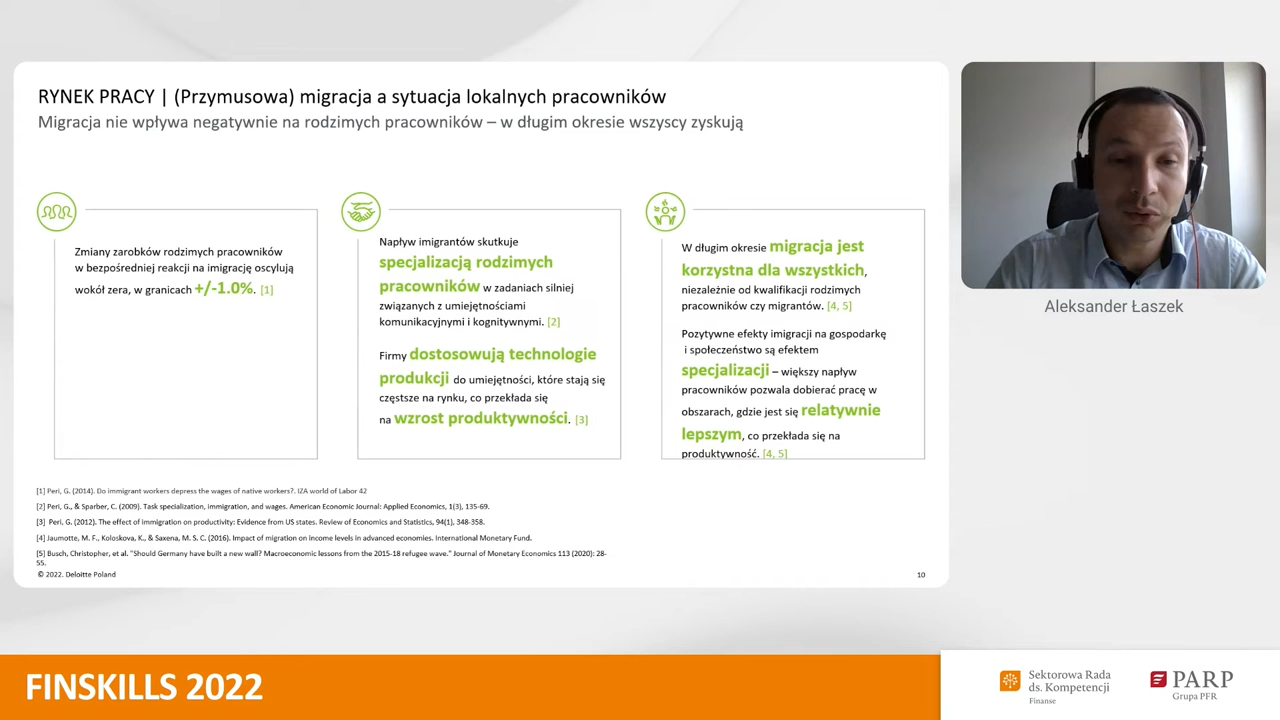 RYNEK PRACY | (Przymusowa) migracja a sytuacja lokalnych pracowników
Migracja nie wpływa negatywnie na rodzimych pracowników – w długim okresie wszyscy zyskują
Zmiany zarobków rodzimych pracowników
w bezpośredniej reakcji na imigrację oscylują
wokół zera, w granicach +/-1.0%. [1]
Napływ imigrantów skutkuje
specjalizacją rodzimych
pracowników w zadaniach silniej
związanych z umiejętnościami
komunikacyjnymi i kognitywnymi. [2]
Firmy dostosowują technologie
produkcji do umiejętności, które stają się
częstsze na rynku, co przekłada się
na wzrost produktywności. [3]
W długim okresie migracja jest
korzystna dla wszystkich,
niezależnie od kwalifikacji rodzimych
pracowników czy migrantów. [4, 5]
Pozytywne efekty imigracji na gospodarkę
i społeczeństwo są efektem
specjalizacji – większy napływ
pracowników pozwala dobierać pracę w
obszarach, gdzie jest się relatywnie
lepszym, co przekłada się na
produktywność. [4, 5]
[1] Peri, G. (2014). Do immigrant workers depress the wages of native workers?. IZA world of Labor 42
[2] Peri, G., & Sparber, C. (2009). Task specialization, immigration, and wages. American Economic Journal: Applied Economics, 1(3), 135-69.
[3] Peri, G. (2012). The effect of immigration on productivity: Evidence from US states. Review of Economics and Statistics, 94(1), 348-358.
[4] Jaumotte, M. F., Koloskova, K., & Saxena, M. S. C. (2016). Impact of migration on income levels in advanced economies. International Monetary Fund.
[5] Busch, Christopher, et al. "Should Germany have built a new wall? Macroeconomic lessons from the 2015-18 refugee wave." Journal of Monetary Economics 113 (2020): 28-
55.
© 2022. Deloitte Poland
10
Aleksander Łaszek
FINSKILLS 2022
Sektorowa Rada
ds. Kompetencji
Finanse
PARP
Grupa PFR